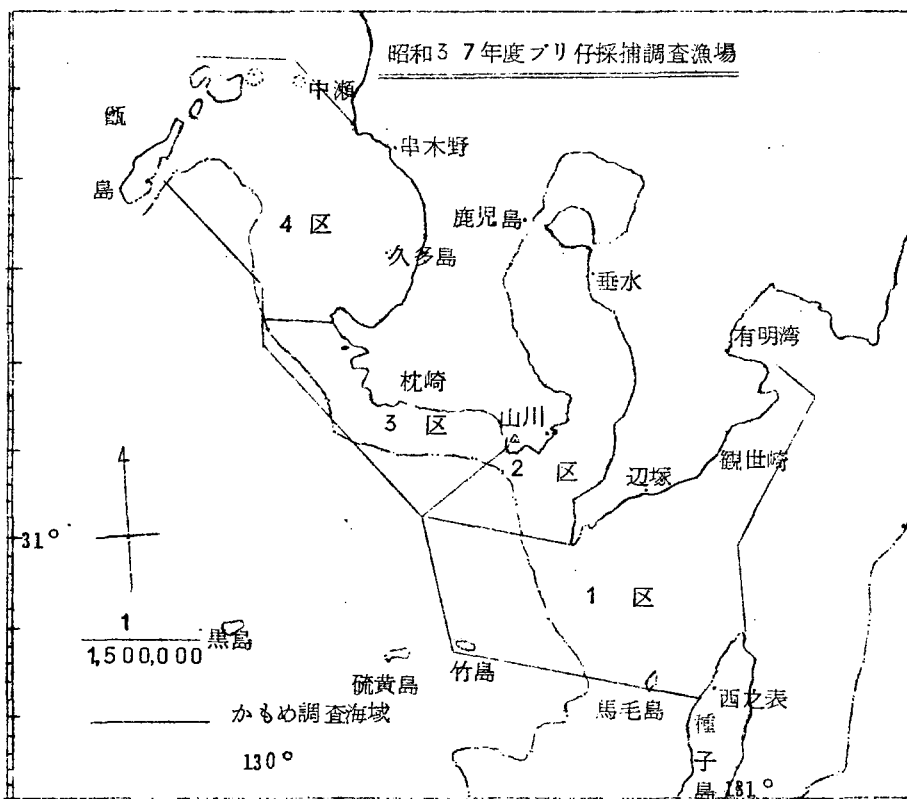 昭和37年度ブリ仔採捕調査漁場
中瀬
甑島
串木野
4区
鹿児島
久多島
垂水
有明湾
枕崎
3区
山川
2区
観世崎
辺塚
31°
1区
1
1,500,000
黒島
硫黄島
竹島
馬毛島
西之表
種子島
かもめ調査海域
130°
131°